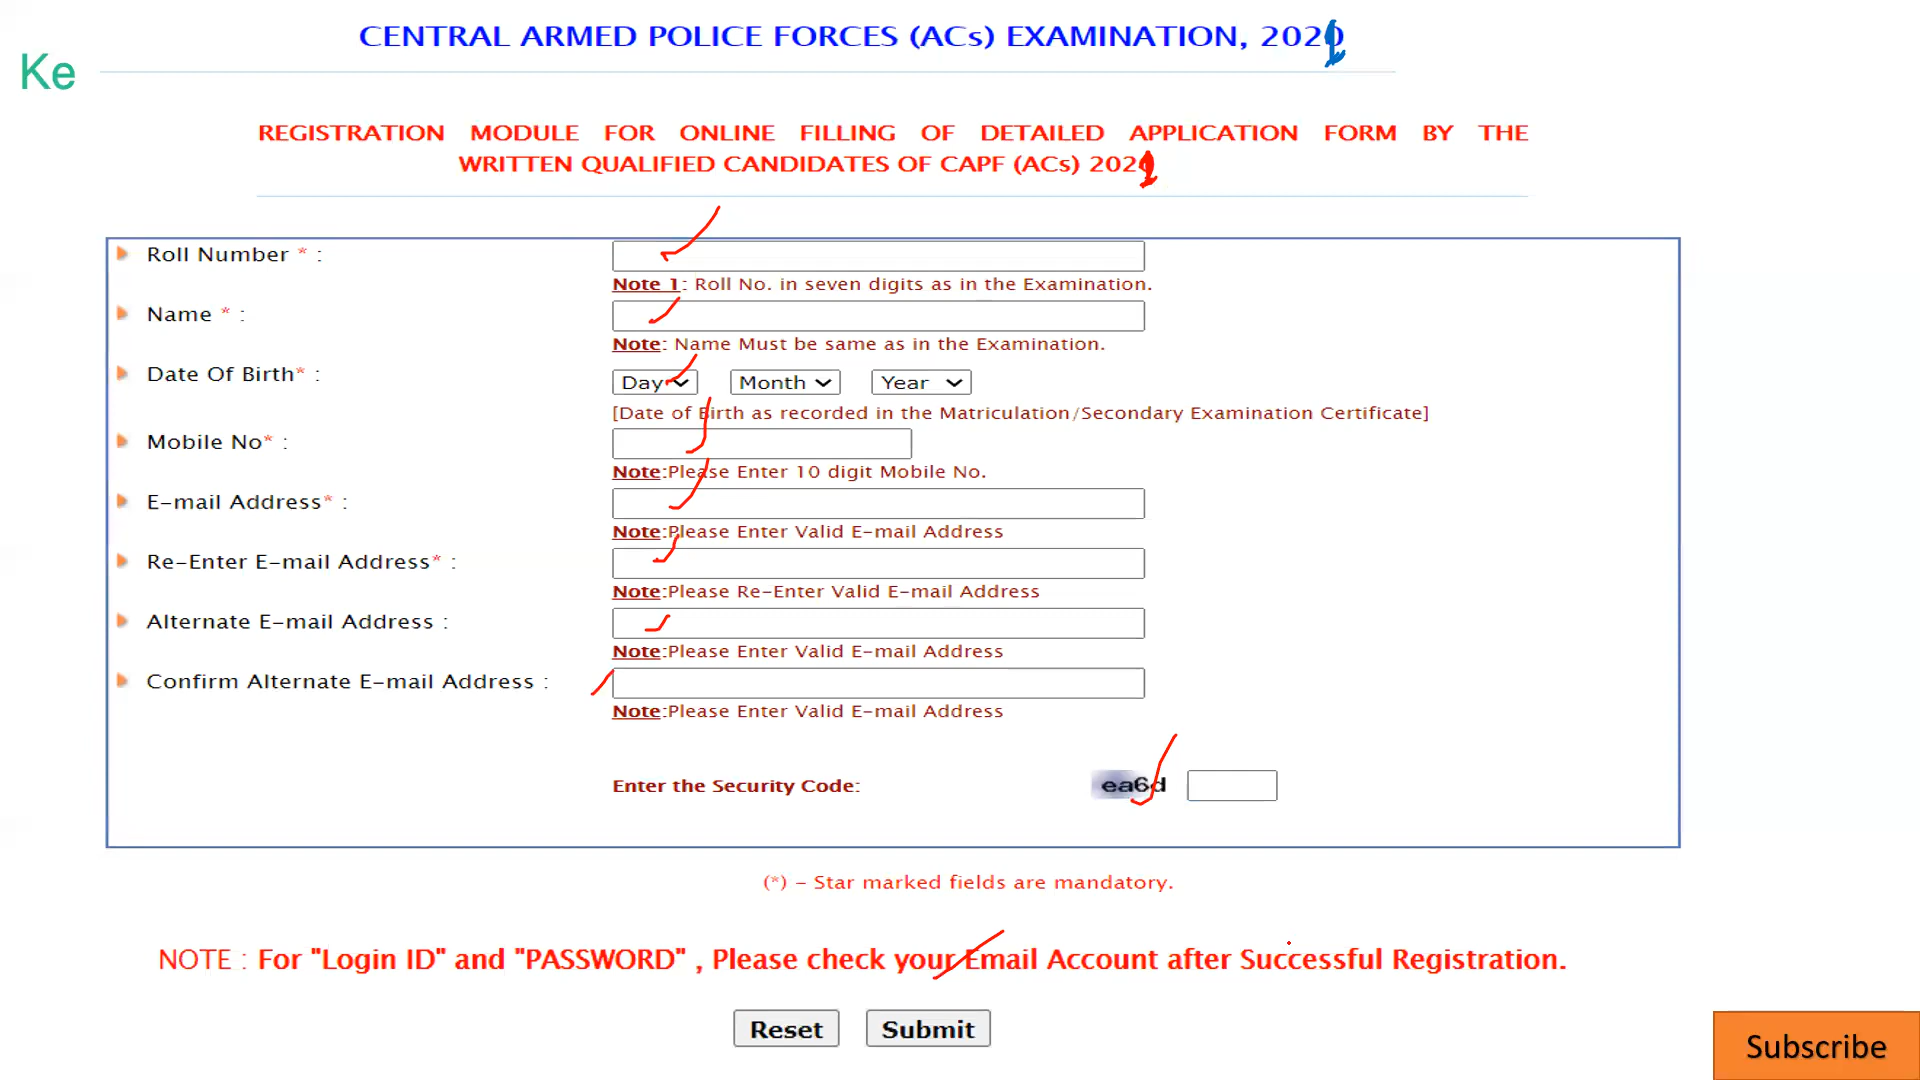 CENTRAL ARMED POLICE FORCES (ACs) EXAMINATION, 2021
Ke
REGISTRATION MODULE FOR ONLINE FILLING OF DETAILED APPLICATION FORM BY THE
WRITTEN QUALIFIED CANDIDATES OF CAPF (ACs) 2021
Roll Number * :
Note 1: Roll No. in seven digits as in the Examination.
Name * :
Note: Name Must be same as in the Examination.
Date Of Birth* : Day Month Year
[Date of Birth as recorded in the Matriculation/Secondary Examination Certificate]
Mobile No* :
Note:Please Enter 10 digit Mobile No.
E-mail Address* :
Note:Please Enter Valid E-mail Address
Re-Enter E-mail Address* :
Note:Please Re-Enter Valid E-mail Address
Alternate E-mail Address :
Note:Please Enter Valid E-mail Address
Confirm Alternate E-mail Address :
Note:Please Enter Valid E-mail Address
Enter the Security Code: ea6d
(*) - Star marked fields are mandatory.
NOTE : For "Login ID" and "PASSWORD" , Please check your Email Account after Successful Registration.
Reset Submit
Subscribe